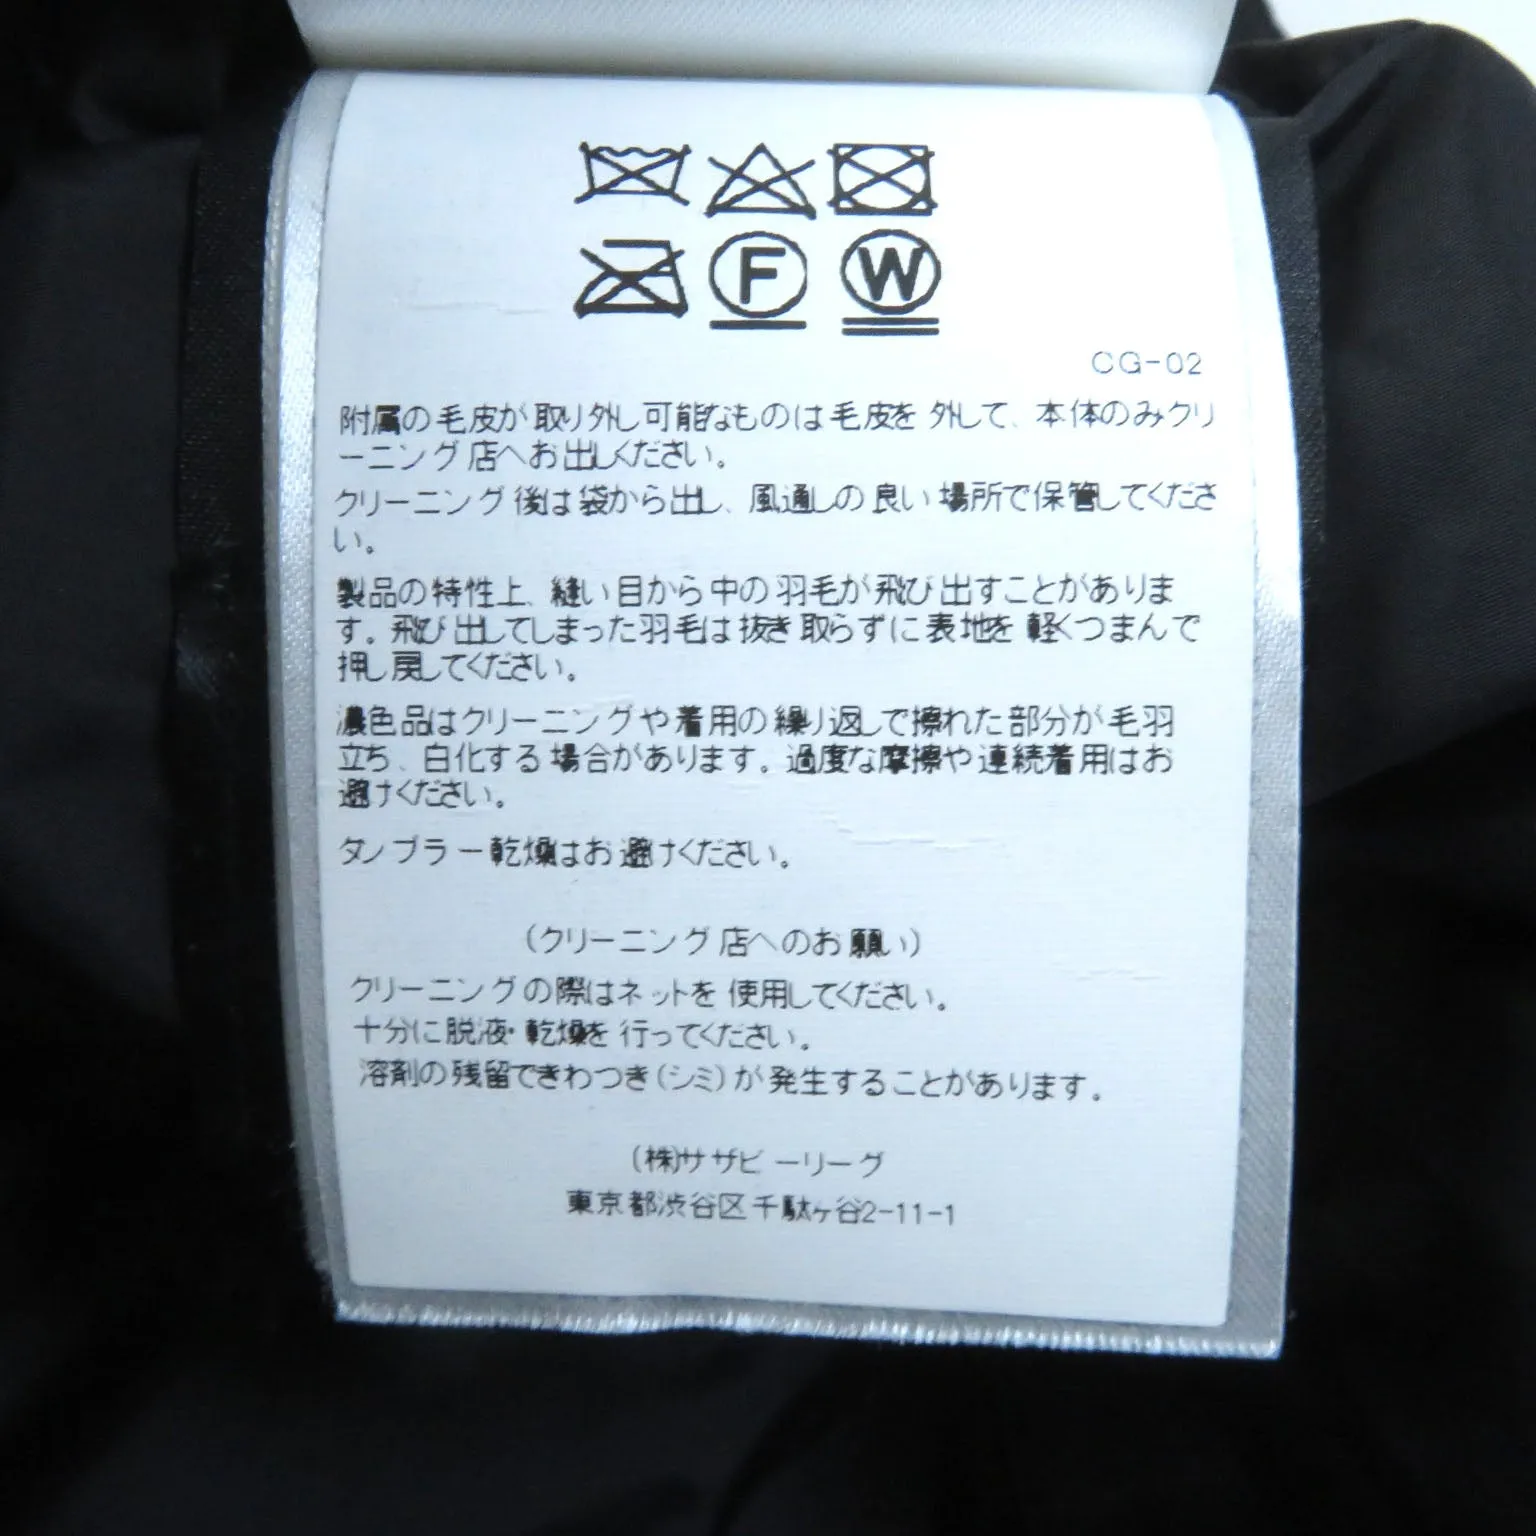 F W
CG-02
附属の毛皮が取り外し可能なものは毛皮を外して、本体のみクリ
ーニング店へお出しください。
クリーニング後は袋から出し、風通しの良い場所で保管してくださ
い。
製品の特性上、縫い目から中の羽毛が飛び出すことがありま
す。飛び出してしまった羽毛は抜き取らずに表地を軽くつまんで
押し戻してください。
濃色品はクリーニングや着用の繰り返しで擦れた部分が毛羽
立ち、白化する場合があります。過度な摩擦や連続着用はお
避けください。
タンブラー乾燥はお避けください。
(クリーニング店へのお願い)
クリーニングの際はネットを使用してください。
十分に脱液・乾燥を行ってください。
溶剤の残留できわつき(シミ)が発生することがあります。
(株)サザビーリーグ
東京都渋谷区千駄ヶ谷2-11-1